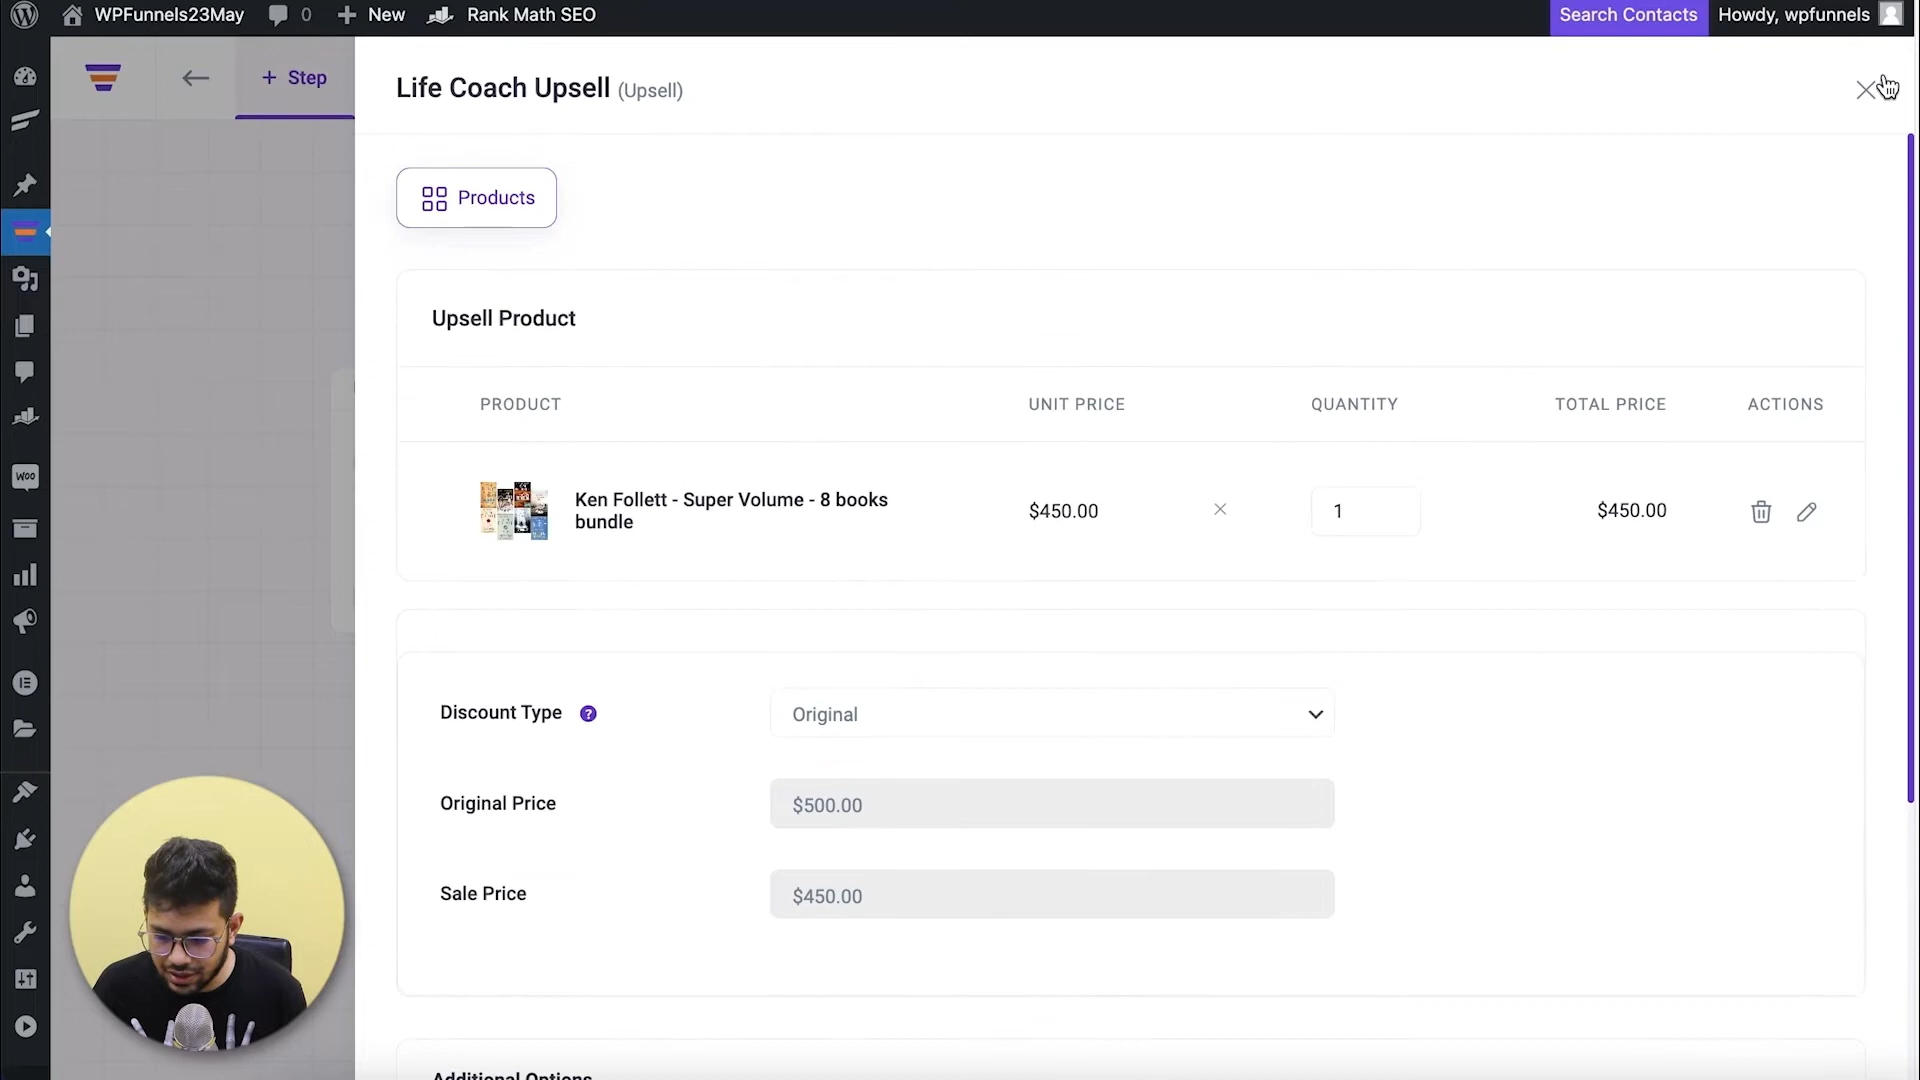 WPFunnels23May 0 New Rank Math SEO Search Contacts Howdy, wpfunnels
+ Step
Life Coach Upsell (Upsell)
Products
Upsell Product
PRODUCT UNIT PRICE QUANTITY TOTAL PRICE ACTIONS
Ken Follett - Super Volume - 8 books
bundle
$450.00 1 $450.00
Discount Type ? Original
Original Price $500.00
Sale Price $450.00
Additional Options
WOO